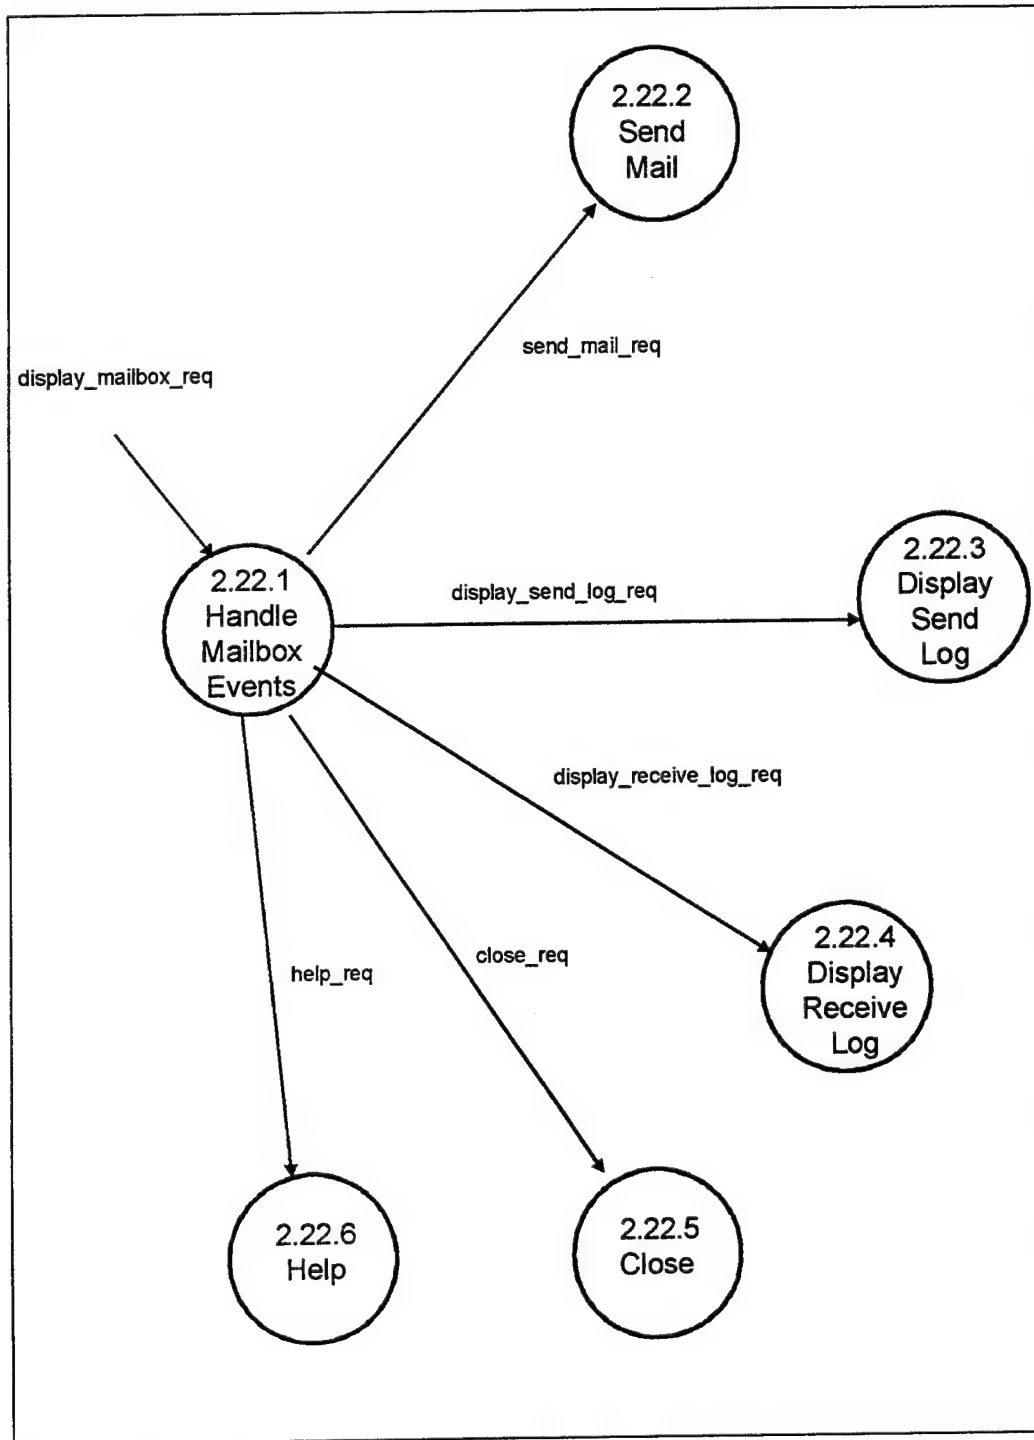 2.22.2
Send
Mail
send_mail_req
display_mailbox_req
2.22.1
Handle
Mailbox
Events
display_send_log_req
2.22.3
Display
Send
Log
display_receive_log_req
2.22.4
Display
Receive
Log
help_req
close_req
2.22.6
Help
2.22.5
Close